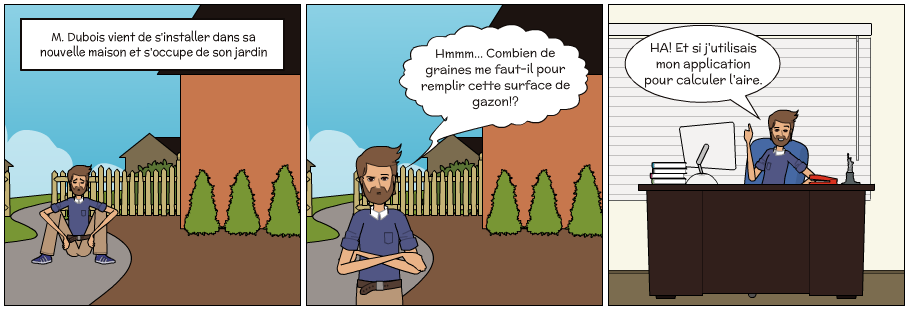 M. Dubois vient de s'installer dans sa
nouvelle maison et s'occupe de son jardin
Hmmm... Combien de
graines me faut-il pour
remplir cette surface de
gazon!?
HA! Et si j'utilisais
mon application
pour calculer l'aire.